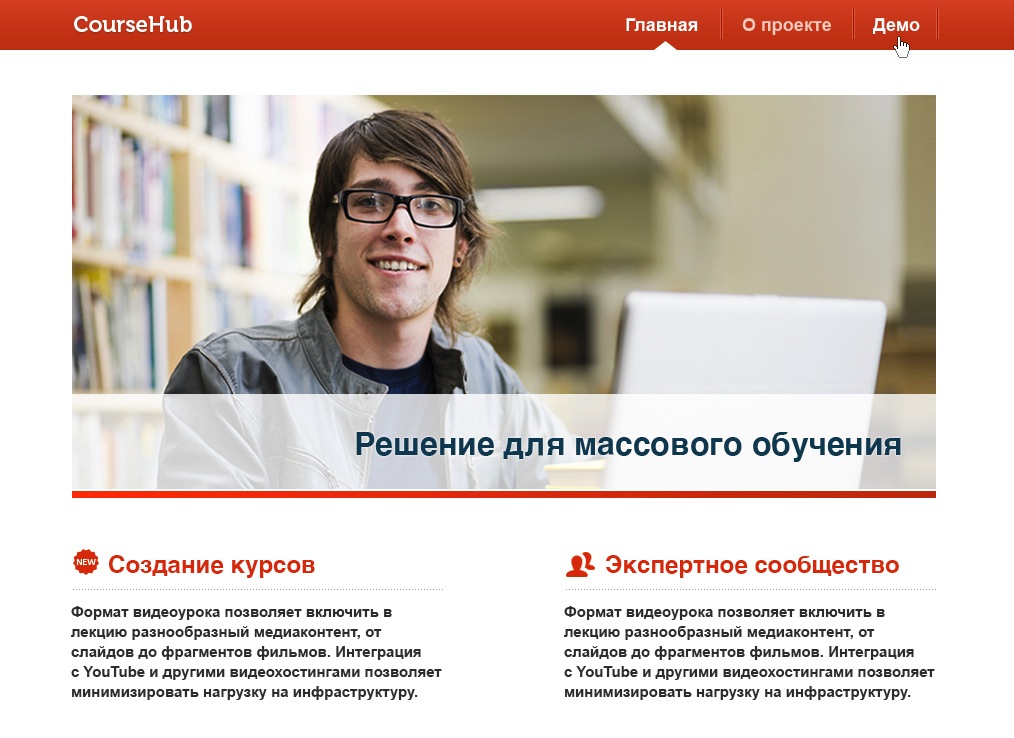 CourseHub
Главная
О проекте
Демо
Решение для массового обучения
NEW
Создание курсов
Формат видеоурока позволяет включить в
лекцию разнообразный медиаконтент, от
слайдов до фрагментов фильмов. Интеграция
с YouTube и другими видеохостингами позволяет
минимизировать нагрузку на инфраструктуру.
Экспертное сообщество
Формат видеоурока позволяет включить в
лекцию разнообразный медиаконтент, от
слайдов до фрагментов фильмов. Интеграция
с YouTube и другими видеохостингами позволяет
минимизировать нагрузку на инфраструктуру.